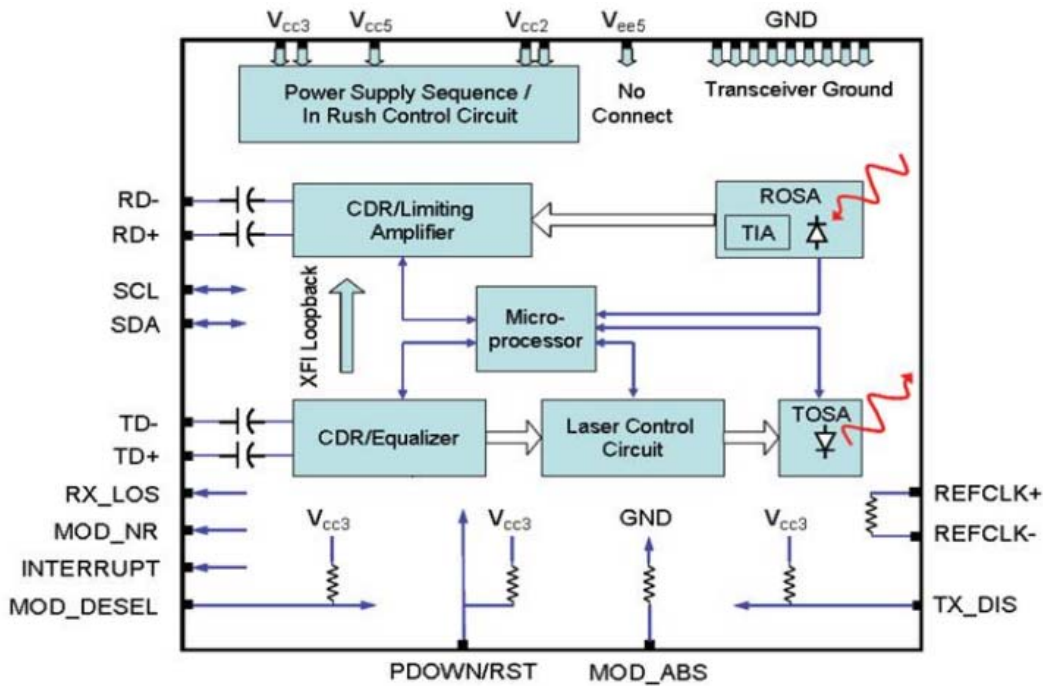 Vcc3 Vcc5 Vcc2 Vee5 GND
Power Supply Sequence /
In Rush Control Circuit
No
Connect
Transceiver Ground
RD-
RD+
CDR/Limiting
Amplifier
ROSA
TIA
SCL
SDA
XFI Loopback
Micro-
processor
TD-
TD+
CDR/Equalizer
Laser Control
Circuit
TOSA
RX_LOS
MOD_NR
INTERRUPT
MOD_DESEL
Vcc3
Vcc3
GND
Vcc3
REFCLK+
REFCLK-
TX_DIS
PDOWN/RST
MOD_ABS